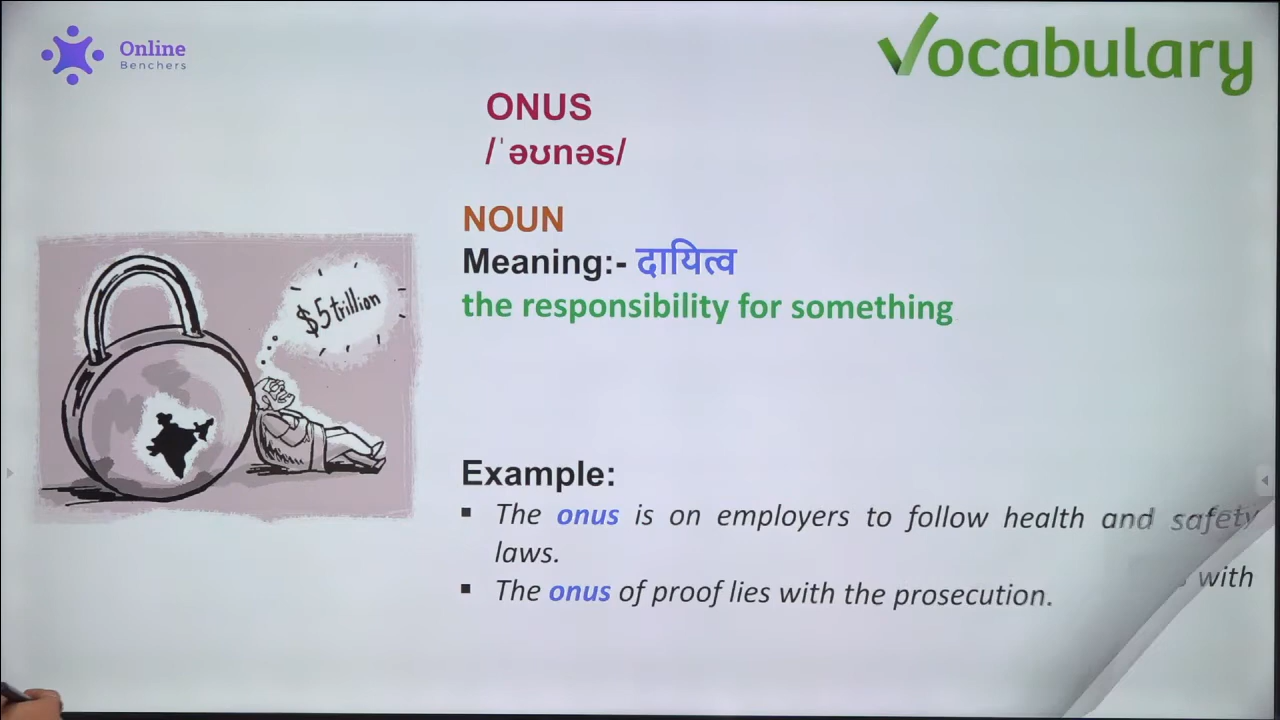 Online
Benchers
Vocabulary
ONUS
/ˈəʊnəs/
NOUN
Meaning:- दायित्व
the responsibility for something
$5 trillion
Example:
▪ The onus is on employers to follow health and safety
laws.
with
▪ The onus of proof lies with the prosecution.